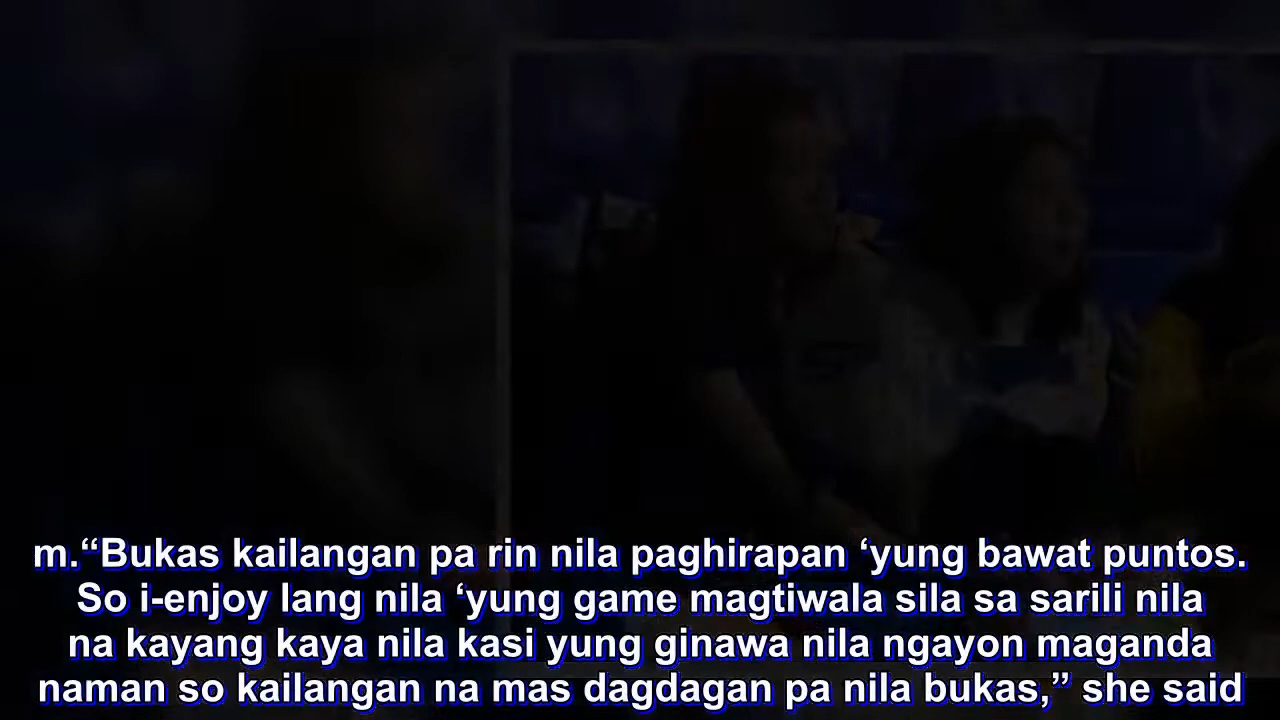 m.“Bukas kailangan pa rin nila paghirapan ‘yung bawat puntos.
So i-enjoy lang nila ‘yung game magtiwala sila sa sarili nila
na kayang kaya nila kasi yung ginawa nila ngayon maganda
naman so kailangan na mas dagdagan pa nila bukas,” she said